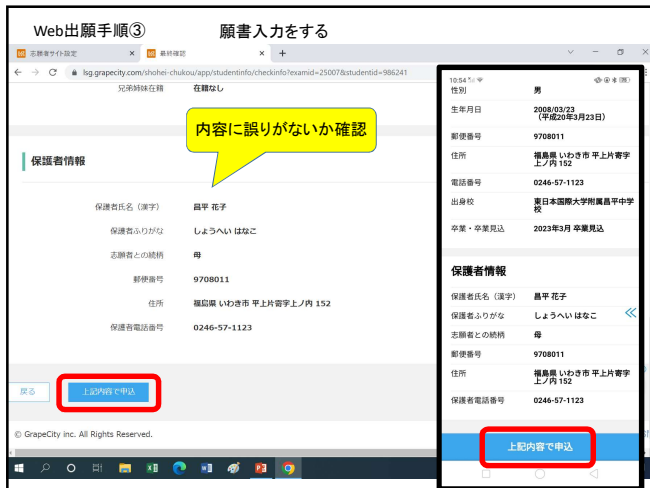 Web出願手順③
願書入力をする
志願者サイト設定
最終確認
lsg.grapecity.com/shohei-chukou/app/studentinfo/checkinfo?examid=25007&studentid=986241
兄弟姉妹在籍 在籍なし
内容に誤りがないか確認
保護者情報
保護者氏名（漢字） 昌平 花子
保護者ふりがな しょうへい はなこ
志願者との続柄 母
郵便番号 9708011
住所 福島県 いわき市 平上片寄字上ノ内 152
保護者電話番号 0246-57-1123
戻る
上記内容で申込
© GrapeCity inc. All Rights Reserved.
10:54
性別 男
生年月日 2008/03/23
（平成20年3月23日）
郵便番号 9708011
住所 福島県 いわき市 平上片寄字
上ノ内 152
電話番号 0246-57-1123
出身校 東日本国際大学附属昌平中学
校
卒業・卒業見込 2023年3月 卒業見込
保護者情報
保護者氏名（漢字） 昌平 花子
保護者ふりがな しょうへい はなこ
志願者との続柄 母
郵便番号 9708011
住所 福島県 いわき市 平上片寄字
上ノ内 152
保護者電話番号 0246-57-1123
上記内容で申込